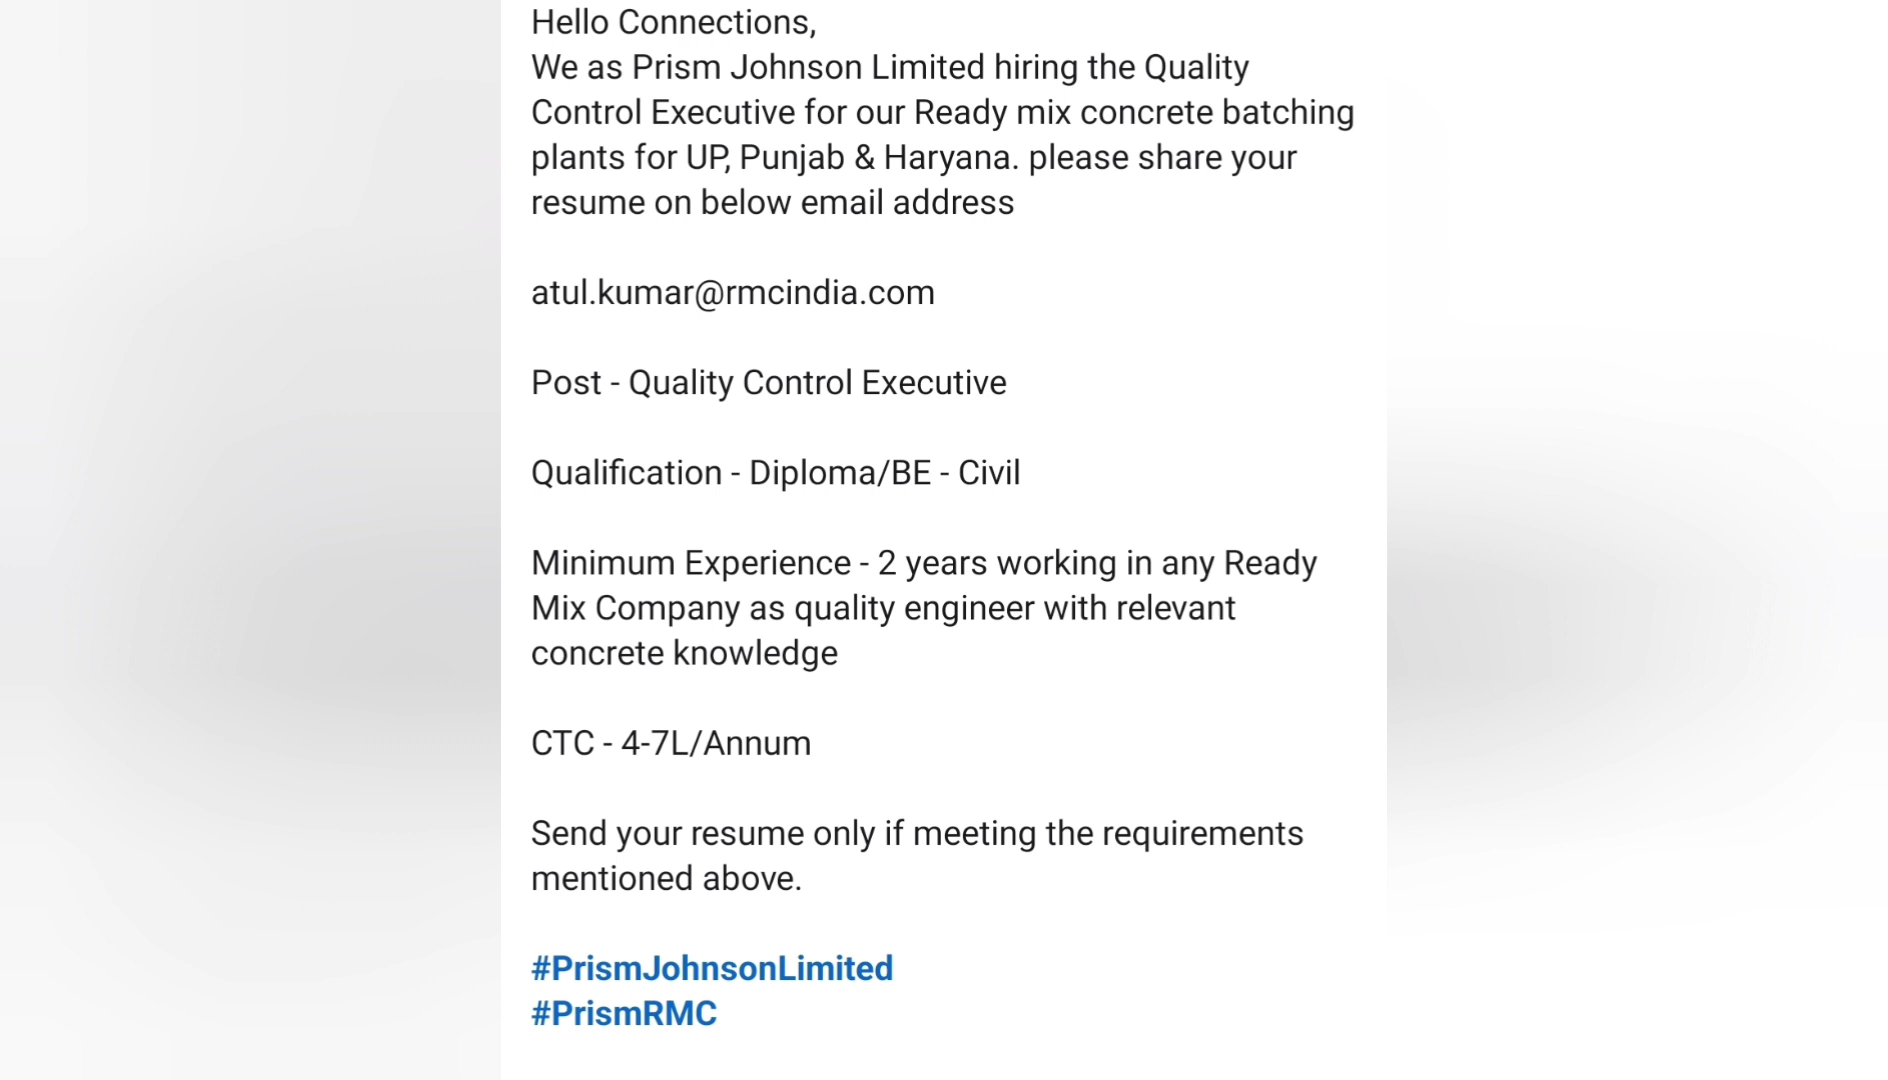 Hello Connections,
We as Prism Johnson Limited hiring the Quality
Control Executive for our Ready mix concrete batching
plants for UP, Punjab & Haryana. please share your
resume on below email address
atul.kumar@rmcindia.com
Post - Quality Control Executive
Qualification - Diploma/BE - Civil
Minimum Experience - 2 years working in any Ready
Mix Company as quality engineer with relevant
concrete knowledge
CTC - 4-7L/Annum
Send your resume only if meeting the requirements
mentioned above.
#PrismJohnsonLimited
#PrismRMC